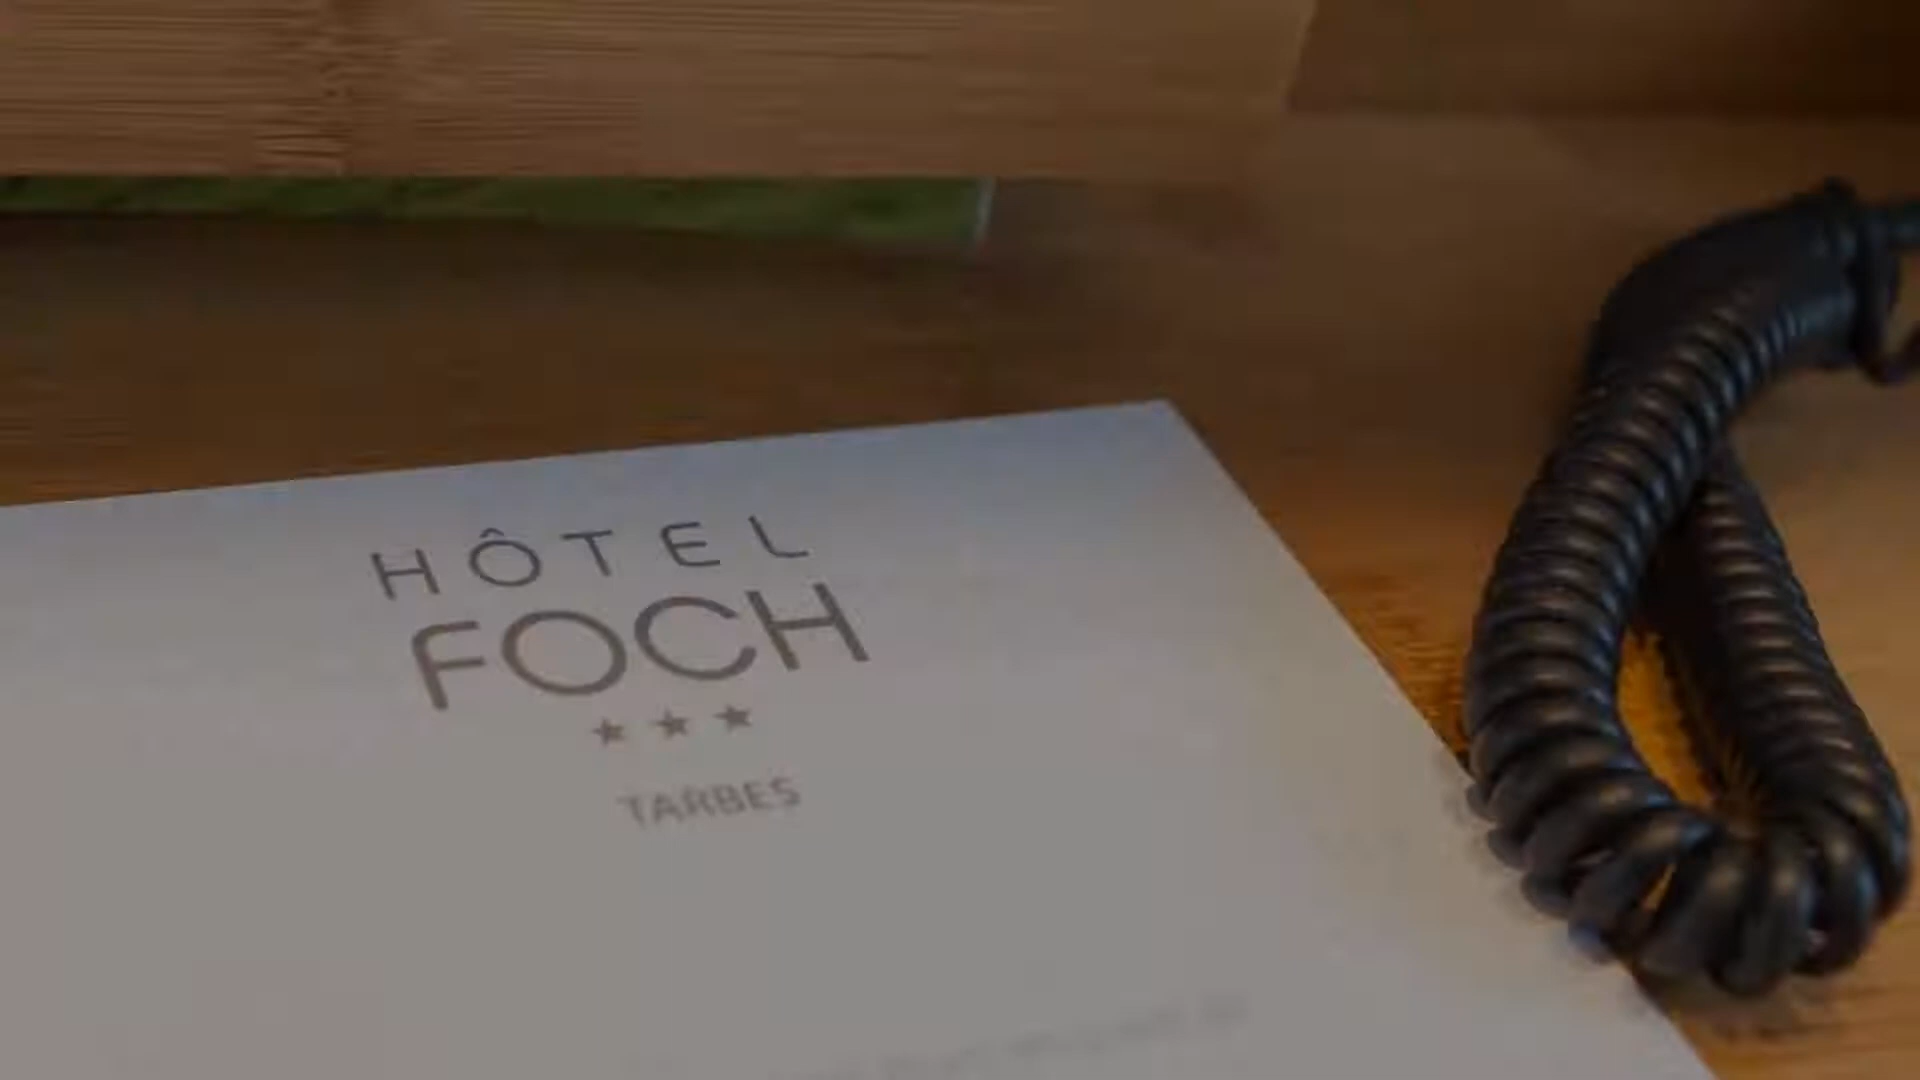 HÔTEL
FOCH
★ ★ ★
TARBES